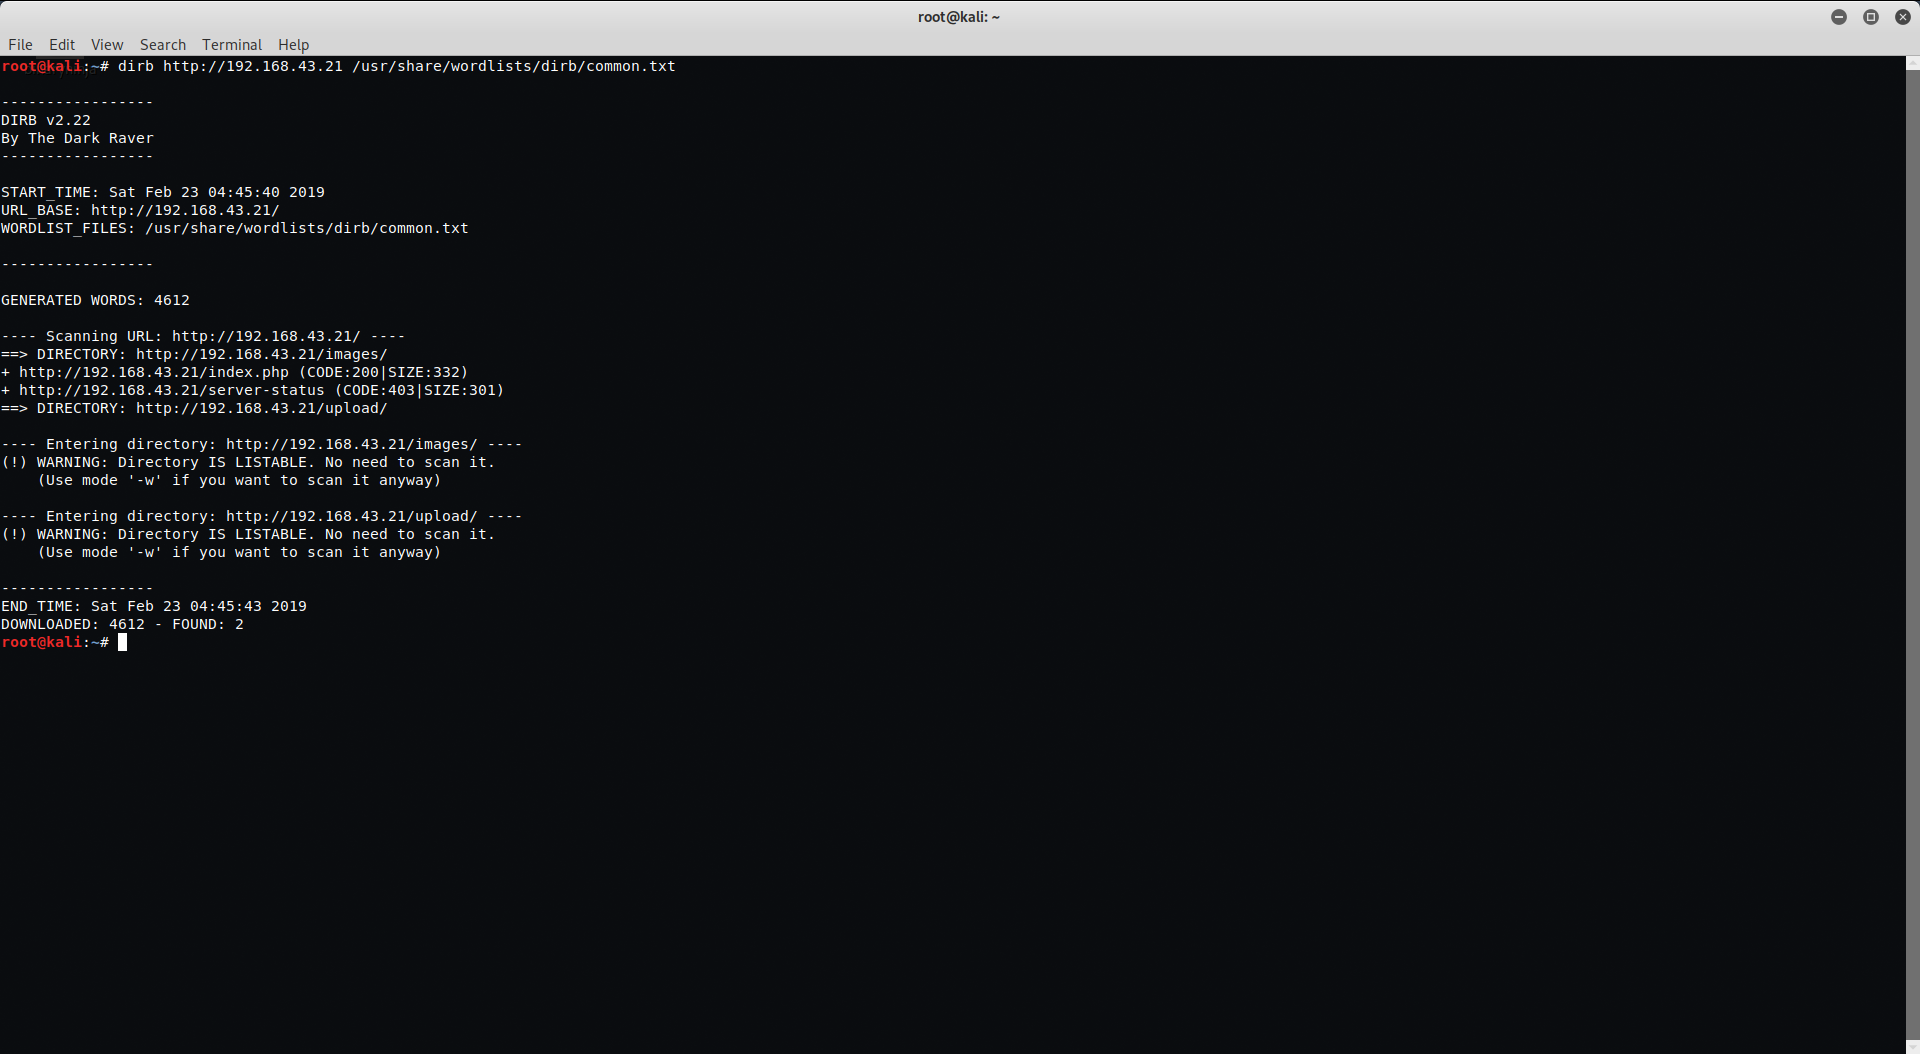 root@kali: ~
File Edit View Search Terminal Help
root@kali:~# dirb http://192.168.43.21 /usr/share/wordlists/dirb/common.txt
-----------------
DIRB v2.22
By The Dark Raver
-----------------
START_TIME: Sat Feb 23 04:45:40 2019
URL_BASE: http://192.168.43.21/
WORDLIST_FILES: /usr/share/wordlists/dirb/common.txt
-----------------
GENERATED WORDS: 4612
---- Scanning URL: http://192.168.43.21/ ----
==> DIRECTORY: http://192.168.43.21/images/
+ http://192.168.43.21/index.php (CODE:200|SIZE:332)
+ http://192.168.43.21/server-status (CODE:403|SIZE:301)
==> DIRECTORY: http://192.168.43.21/upload/
---- Entering directory: http://192.168.43.21/images/ ----
(!) WARNING: Directory IS LISTABLE. No need to scan it.
    (Use mode '-w' if you want to scan it anyway)
---- Entering directory: http://192.168.43.21/upload/ ----
(!) WARNING: Directory IS LISTABLE. No need to scan it.
    (Use mode '-w' if you want to scan it anyway)
-----------------
END_TIME: Sat Feb 23 04:45:43 2019
DOWNLOADED: 4612 - FOUND: 2
root@kali:~#